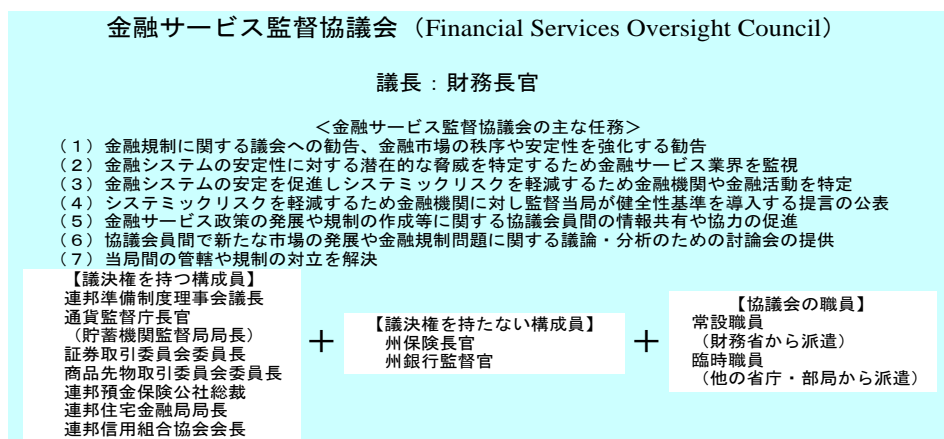 金融サービス監督協議会（Financial Services Oversight Council）
議長：財務長官
＜金融サービス監督協議会の主な任務＞
（１）金融規制に関する議会への勧告、金融市場の秩序や安定性を強化する勧告
（２）金融システムの安定性に対する潜在的な脅威を特定するため金融サービス業界を監視
（３）金融システムの安定を促進しシステミックリスクを軽減するため金融機関や金融活動を特定
（４）システミックリスクを軽減するため金融機関に対し監督当局が健全性基準を導入する提言の公表
（５）金融サービス政策の発展や規制の作成等に関する協議会員間の情報共有や協力の促進
（６）協議会員間で新たな市場の発展や金融規制問題に関する議論・分析のための討論会の提供
（７）当局間の管轄や規制の対立を解決
【議決権を持つ構成員】
連邦準備制度理事会議長
通貨監督庁長官
（貯蓄機関監督局局長）
証券取引委員会委員長
商品先物取引委員会委員長
連邦預金保険公社総裁
連邦住宅金融局局長
連邦信用組合協会会長
＋
【議決権を持たない構成員】
州保険長官
州銀行監督官
＋
【協議会の職員】
常設職員
（財務省から派遣）
臨時職員
（他の省庁・部局から派遣）